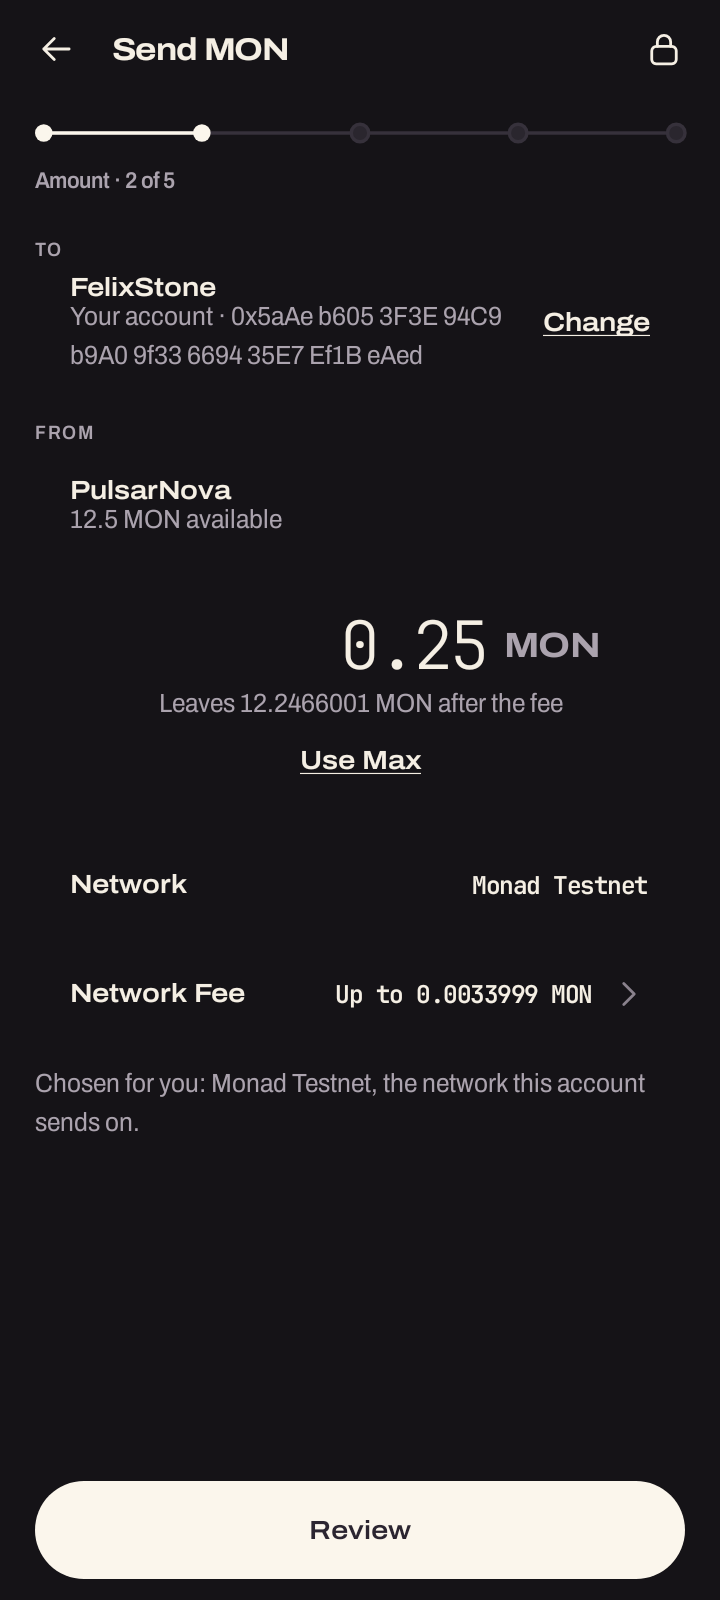 Send MON
Amount · 2 of 5
TO
FelixStone
Your account · 0x5aAe b605 3F3E 94C9
b9A0 9f33 6694 35E7 Ef1B eAed
Change
FROM
PulsarNova
12.5 MON available
0.25 MON
Leaves 12.2466001 MON after the fee
Use Max
Network
Monad Testnet
Network Fee
Up to 0.0033999 MON
Chosen for you: Monad Testnet, the network this account
sends on.
Review